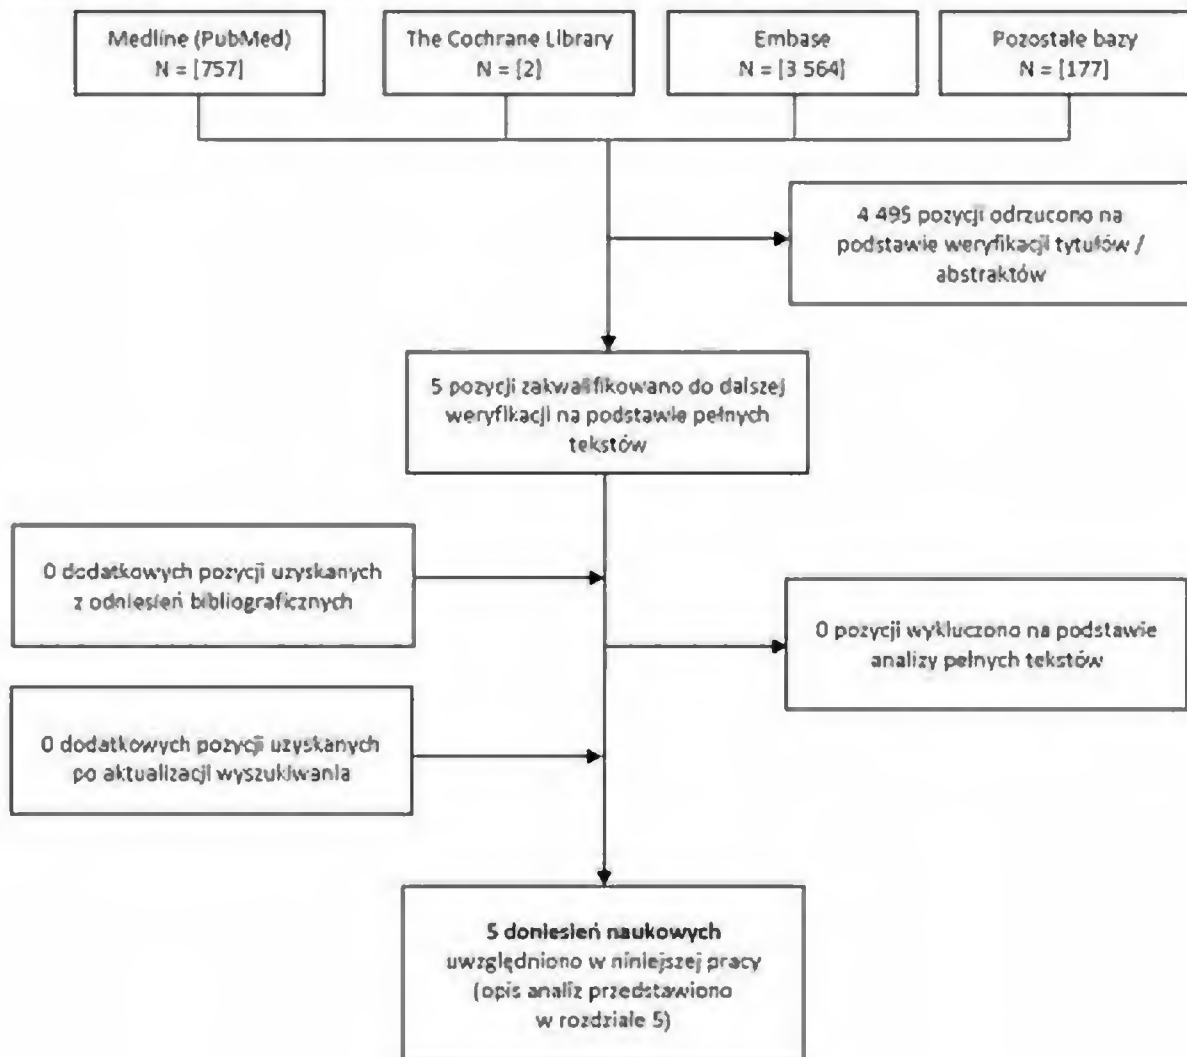 Medline (PubMed)
N = [757]
The Cochrane Library
N = [2]
Embase
N = [3 564]
Pozostałe bazy
N = [177]
4 495 pozycji odrzucono na
podstawie weryfikacji tytułów /
abstraktów
5 pozycji zakwalifikowano do dalszej
weryfikacji na podstawie pełnych
tekstów
0 dodatkowych pozycji uzyskanych
z odniesień bibliograficznych
0 pozycji wykluczono na podstawie
analizy pełnych tekstów
0 dodatkowych pozycji uzyskanych
po aktualizacji wyszukiwania
5 doniesień naukowych
uwzględniono w niniejszej pracy
(opis analiz przedstawiono
w rozdziale 5)